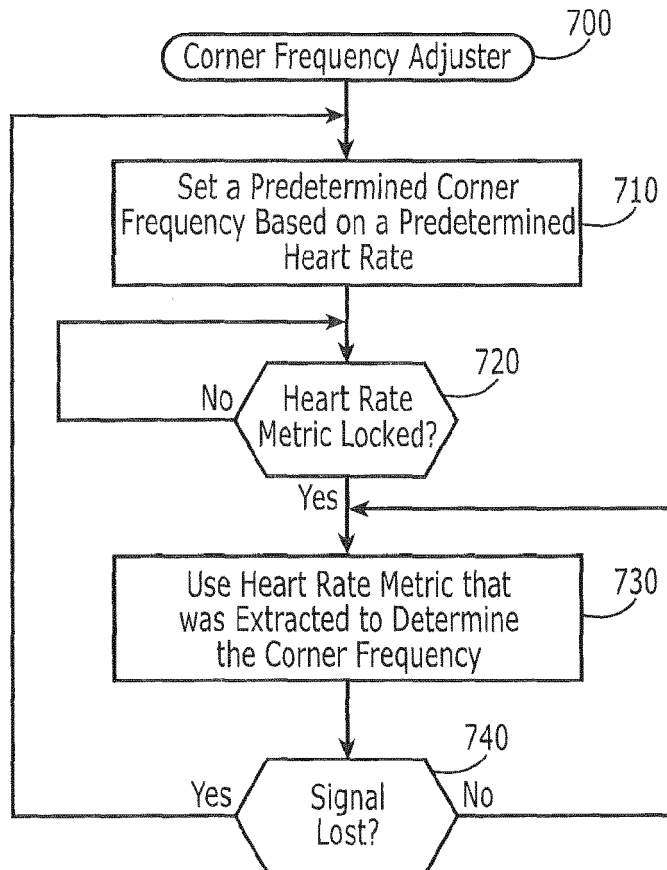 700
Corner Frequency Adjuster
Set a Predetermined Corner
Frequency Based on a Predetermined
Heart Rate
710
720
No
Heart Rate
Metric Locked?
Yes
Use Heart Rate Metric that
was Extracted to Determine
the Corner Frequency
730
740
Yes
Signal
Lost?
No